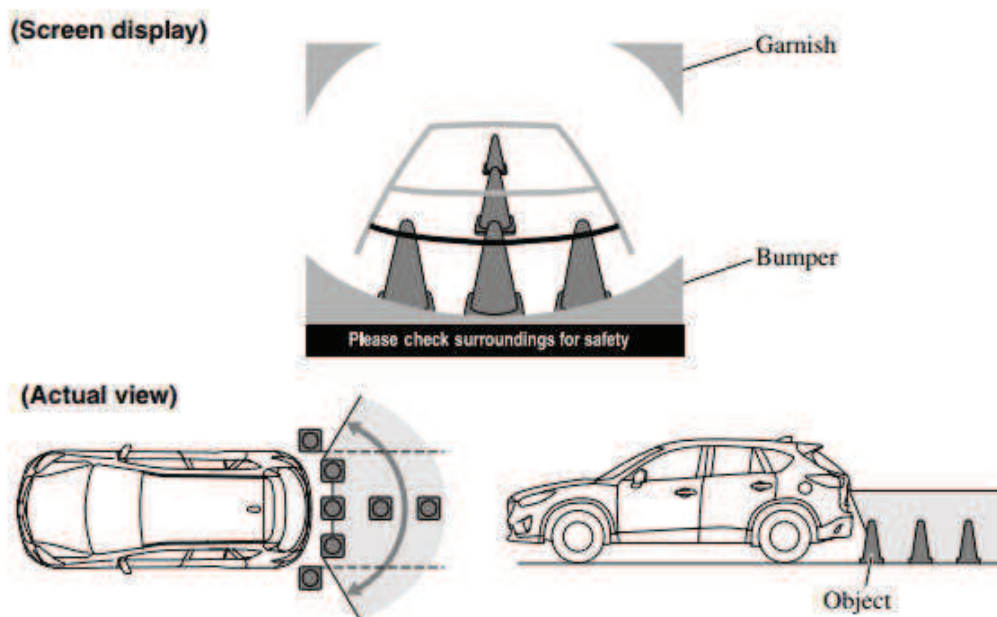 (Screen display)
Garnish
Bumper
Please check surroundings for safety
(Actual view)
Object